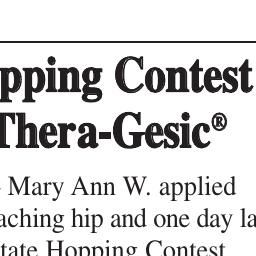 pping Contest
Thera-Gesic®
- Mary Ann W. applied
aching hip and one day la
tate Hopping Contest